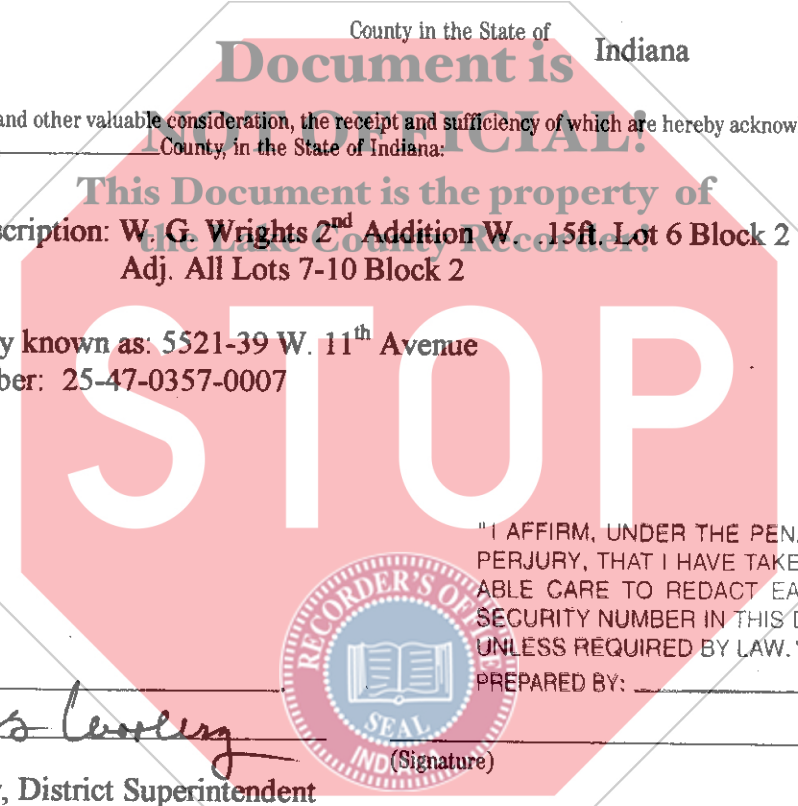 County in the State of Indiana
Document is
NOT OFFICIAL!
and other valuable consideration, the receipt and sufficiency of which are hereby acknow
County, in the State of Indiana:
This Document is the property of
the Lake County Recorder!
scription: W. G. Wrights 2nd Addition W. .15ft. Lot 6 Block 2
Adj. All Lots 7-10 Block 2
y known as: 5521-39 W. 11th Avenue
ber: 25-47-0357-0007
STOP
"I AFFIRM, UNDER THE PEN
PERJURY, THAT I HAVE TAKE
ABLE CARE TO REDACT EA
SECURITY NUMBER IN THIS D
UNLESS REQUIRED BY LAW."
PREPARED BY:
RECORDER'S OFFICE
SEAL
INDIANA
(Signature)
, District Superintendent